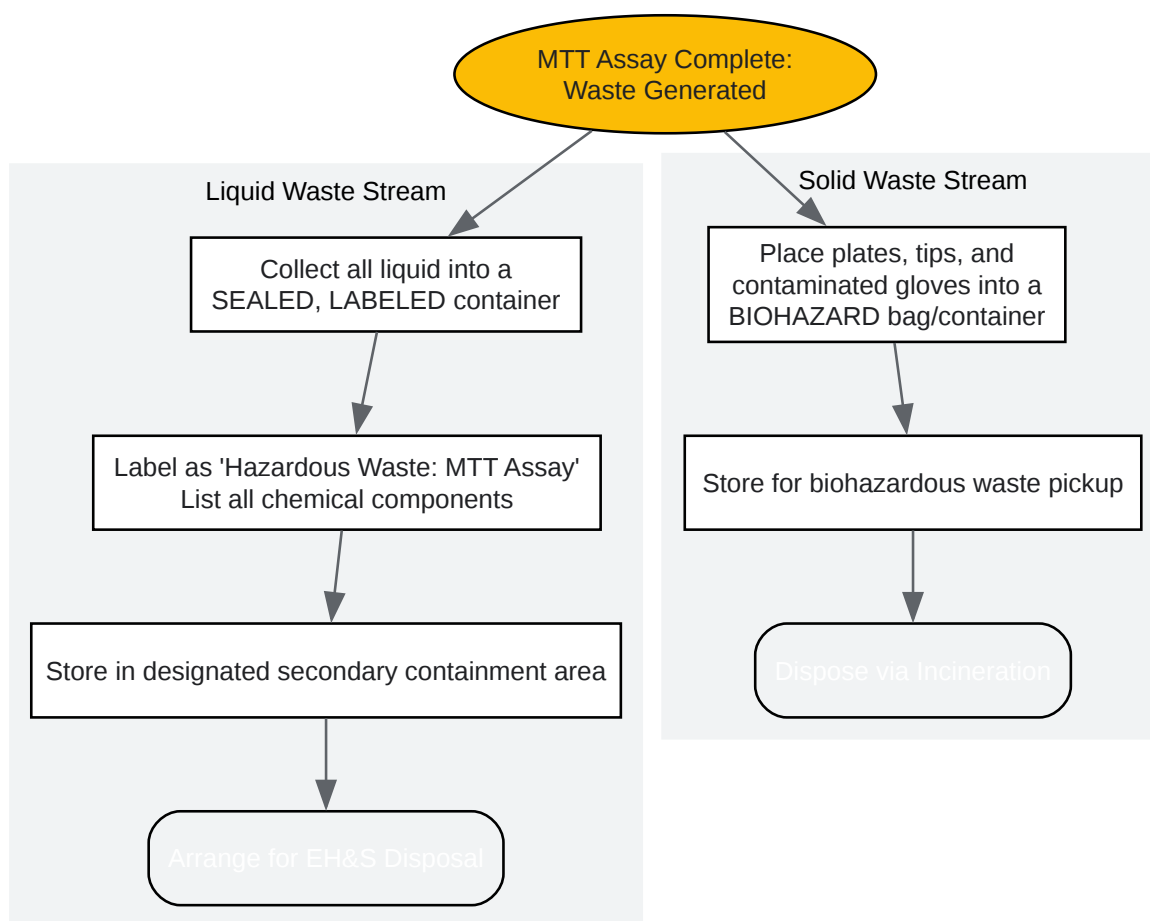 MTT Assay Complete:
Waste Generated
Liquid Waste Stream
Collect all liquid into a
SEALED, LABELED container
Label as 'Hazardous Waste: MTT Assay'
List all chemical components
Store in designated secondary containment area
Arrange for EH&S Disposal
Solid Waste Stream
Place plates, tips, and
contaminated gloves into a
BIOHAZARD bag/container
Store for biohazardous waste pickup
Dispose via Incineration